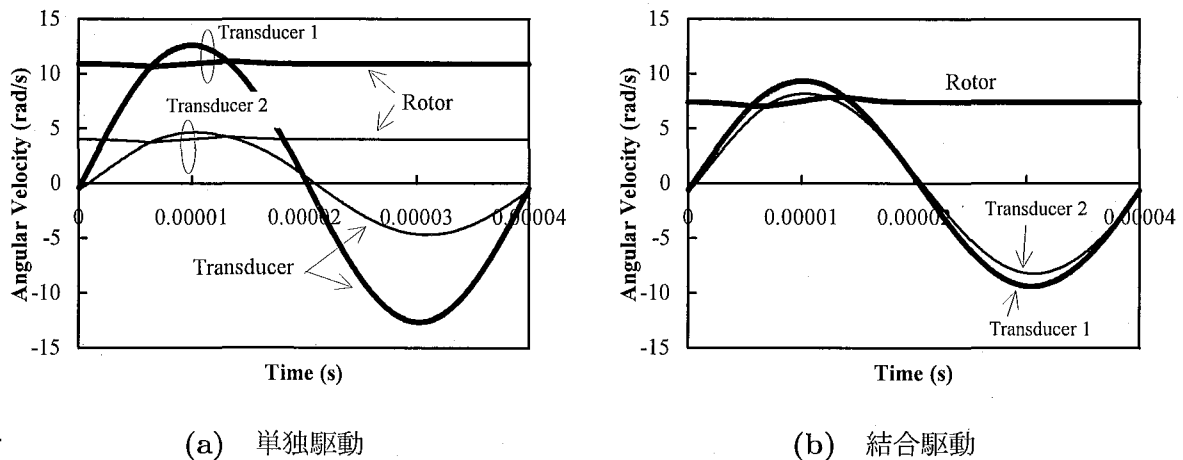 15
10
5
0
-5
-10
-15
Angular Velocity (rad/s)
Transducer 1
Transducer 2
Rotor
Transducer
0
0.00001
0.00002
0.00003
0.00004
Time (s)
(a) 単独駆動
15
10
5
0
-5
-10
-15
Angular Velocity (rad/s)
Rotor
Transducer 2
Transducer 1
0
0.00001
0.00002
0.00004
Time (s)
(b) 結合駆動